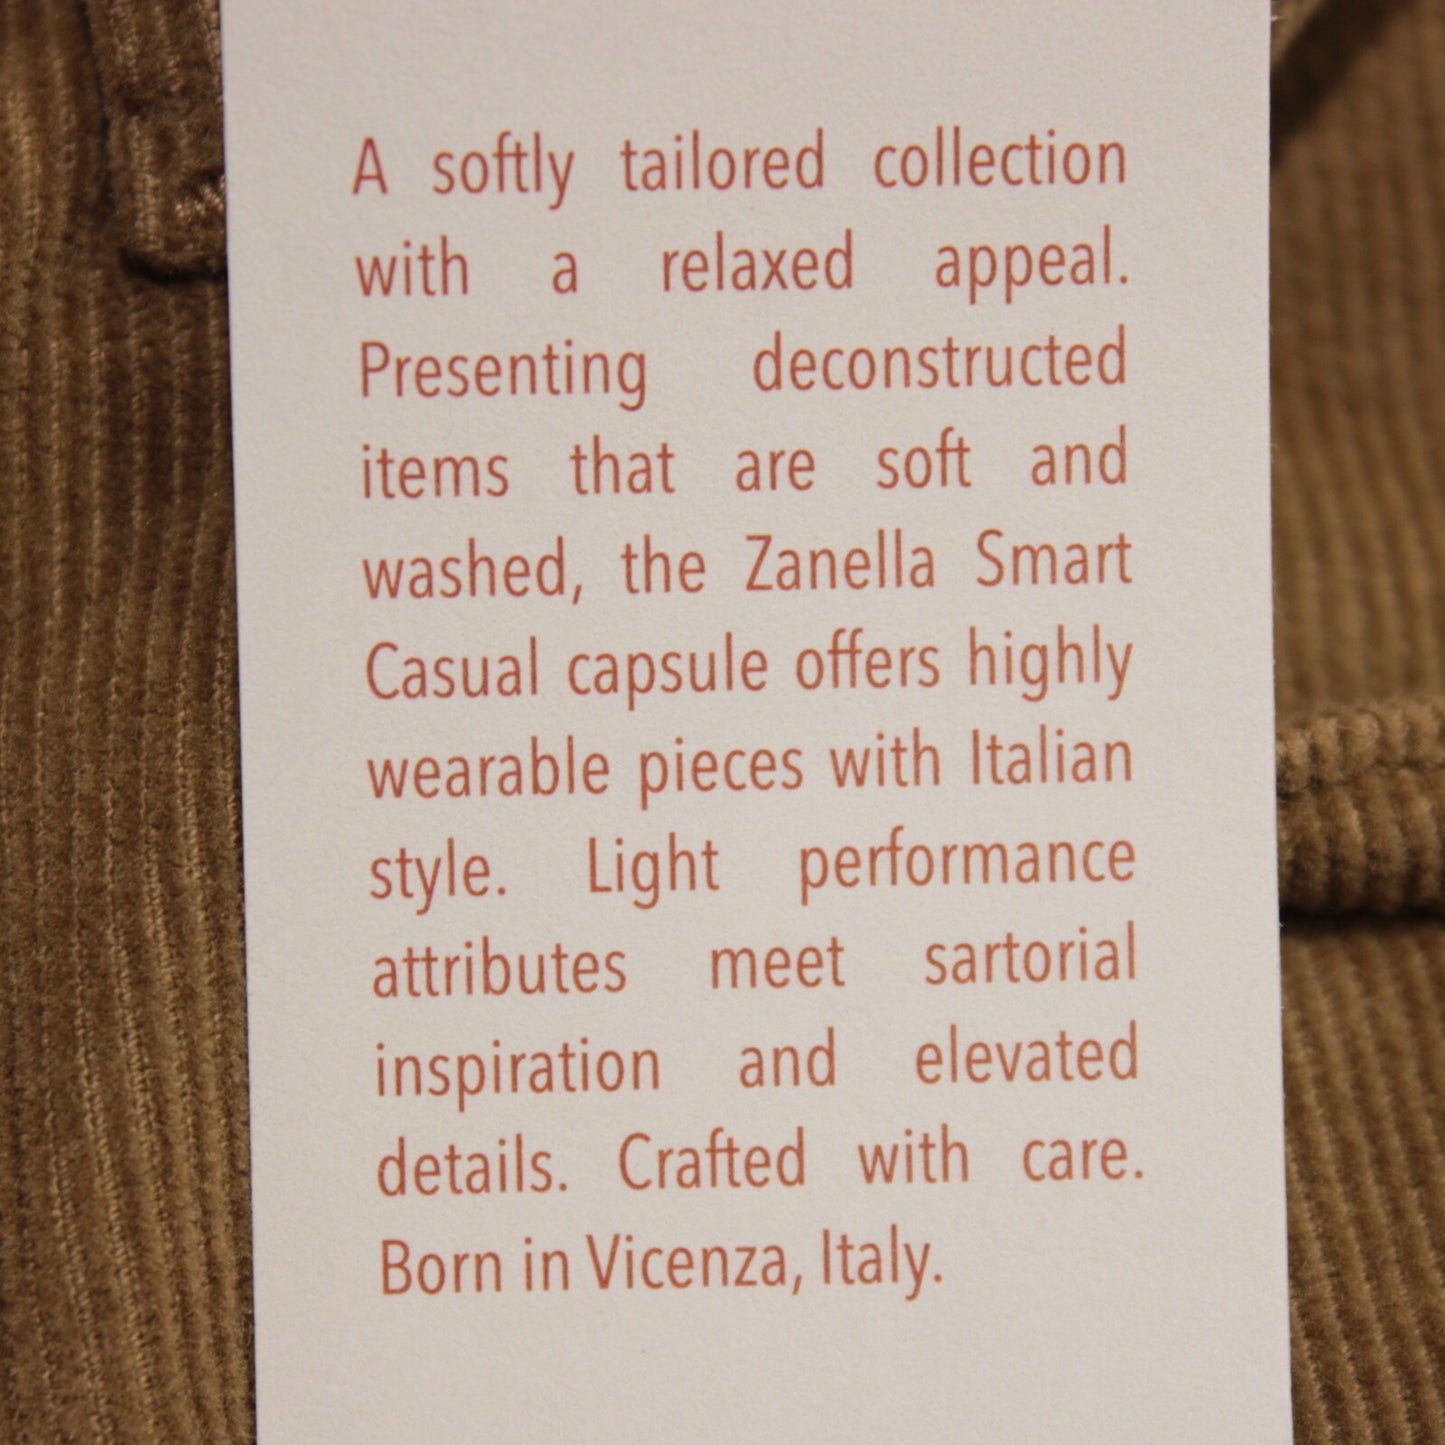 A softly tailored collection
with a relaxed appeal.
Presenting deconstructed
items that are soft and
washed, the Zanella Smart
Casual capsule offers highly
wearable pieces with Italian
style. Light performance
attributes meet sartorial
inspiration and elevated
details. Crafted with care.
Born in Vicenza, Italy.